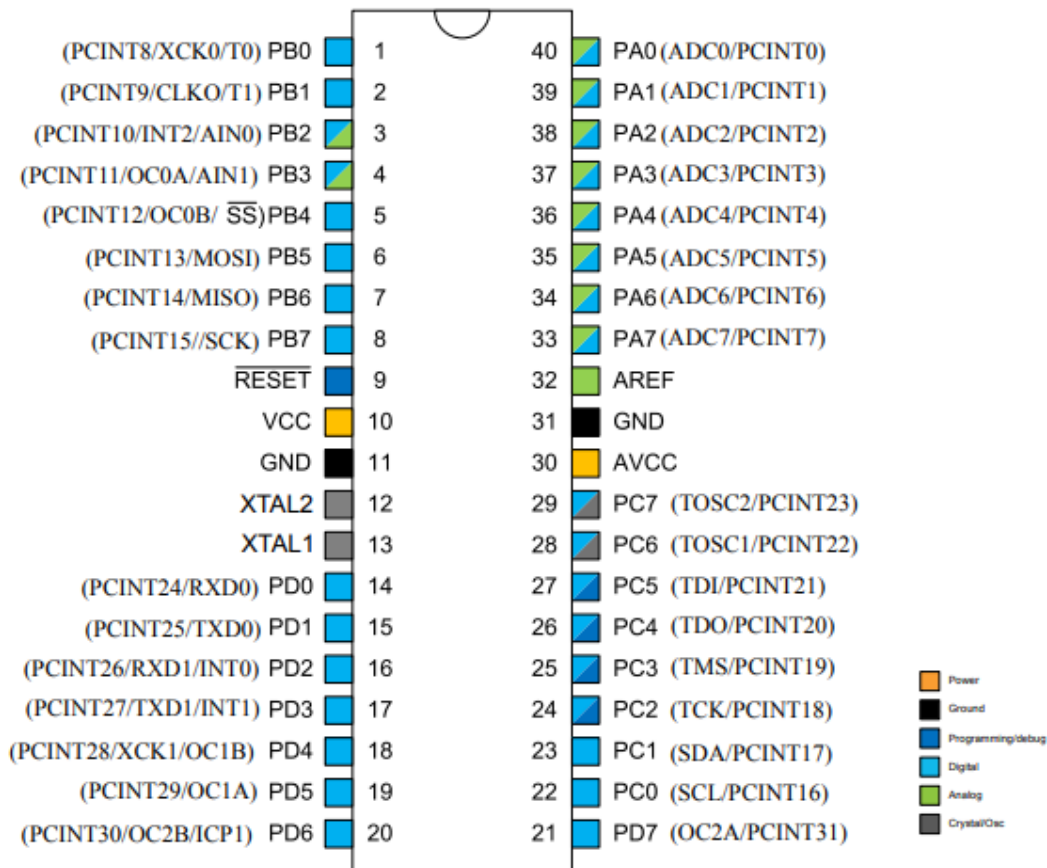 (PCINT8/XCK0/T0) PB0 1 40 PA0 (ADC0/PCINT0)
(PCINT9/CLKO/T1) PB1 2 39 PA1 (ADC1/PCINT1)
(PCINT10/INT2/AIN0) PB2 3 38 PA2 (ADC2/PCINT2)
(PCINT11/OC0A/AIN1) PB3 4 37 PA3 (ADC3/PCINT3)
(PCINT12/OC0B/ S̅S̅) PB4 5 36 PA4 (ADC4/PCINT4)
(PCINT13/MOSI) PB5 6 35 PA5 (ADC5/PCINT5)
(PCINT14/MISO) PB6 7 34 PA6 (ADC6/PCINT6)
(PCINT15//SCK) PB7 8 33 PA7 (ADC7/PCINT7)
R̅E̅S̅E̅T̅ 9 32 AREF
VCC 10 31 GND
GND 11 30 AVCC
XTAL2 12 29 PC7 (TOSC2/PCINT23)
XTAL1 13 28 PC6 (TOSC1/PCINT22)
(PCINT24/RXD0) PD0 14 27 PC5 (TDI/PCINT21)
(PCINT25/TXD0) PD1 15 26 PC4 (TDO/PCINT20)
(PCINT26/RXD1/INT0) PD2 16 25 PC3 (TMS/PCINT19)
(PCINT27/TXD1/INT1) PD3 17 24 PC2 (TCK/PCINT18)
(PCINT28/XCK1/OC1B) PD4 18 23 PC1 (SDA/PCINT17)
(PCINT29/OC1A) PD5 19 22 PC0 (SCL/PCINT16)
(PCINT30/OC2B/ICP1) PD6 20 21 PD7 (OC2A/PCINT31)
Power
Ground
Programming/debug
Digital
Analog
Crystal/Osc